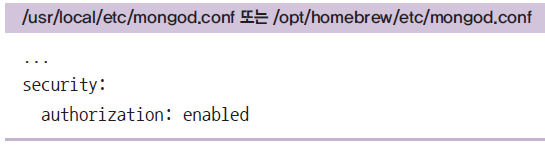 /usr/local/etc/mongod.conf 또는 /opt/homebrew/etc/mongod.conf
...
security:
  authorization: enabled